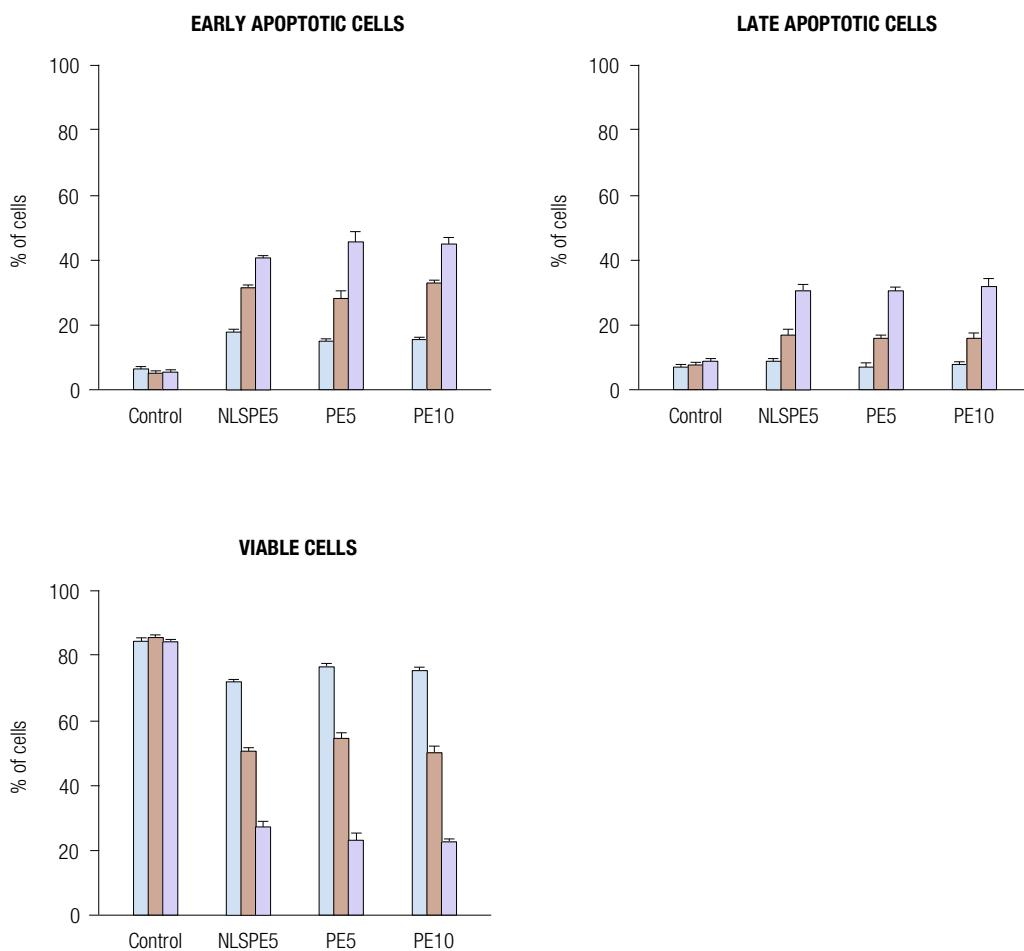 EARLY APOPTOTIC CELLS
100
80
60
40
20
0
% of cells
Control NLSPE5 PE5 PE10
LATE APOPTOTIC CELLS
100
80
60
40
20
0
% of cells
Control NLSPE5 PE5 PE10
VIABLE CELLS
100
80
60
40
20
0
% of cells
Control NLSPE5 PE5 PE10